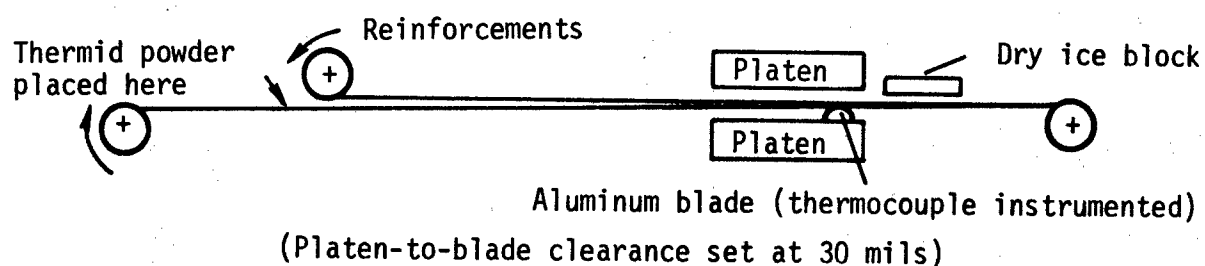 Reinforcements
Thermid powder
placed here
Platen
Dry ice block
Platen
Aluminum blade (thermocouple instrumented)
(Platen-to-blade clearance set at 30 mils)